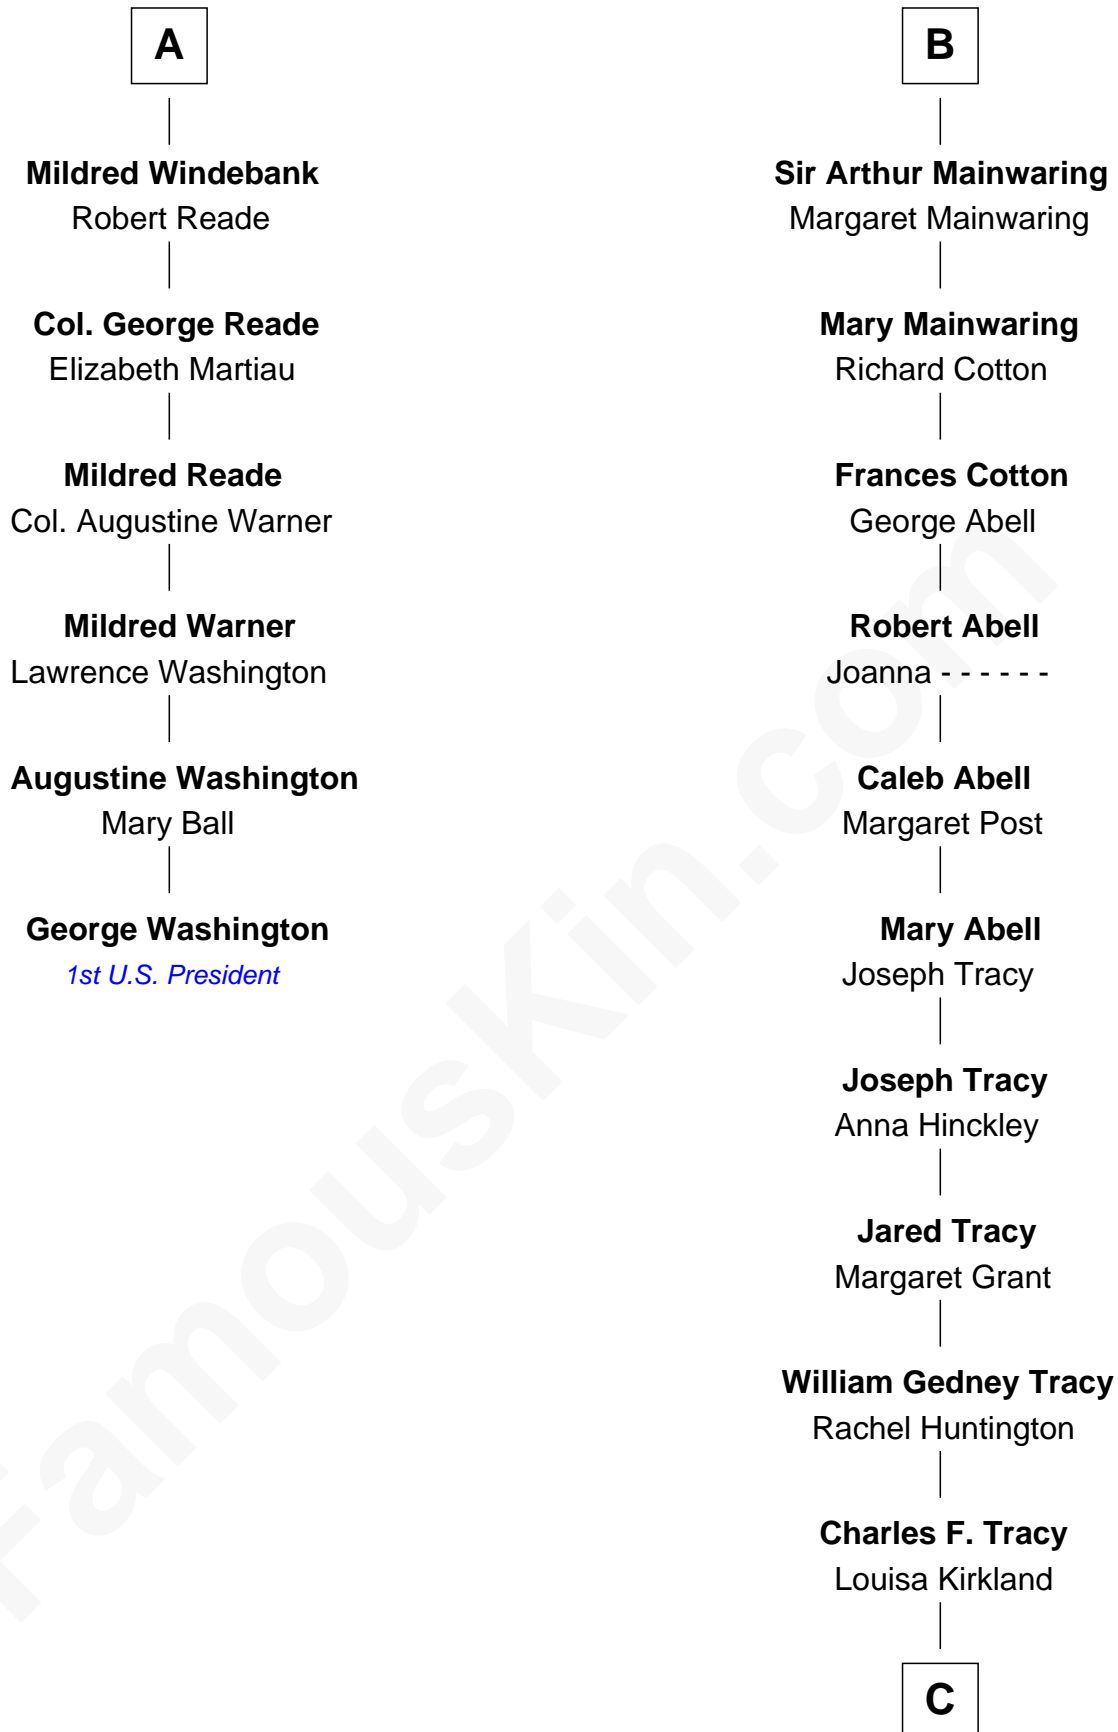 A
Mildred Windebank
Robert Reade
Col. George Reade
Elizabeth Martiau
Mildred Reade
Col. Augustine Warner
Mildred Warner
Lawrence Washington
Augustine Washington
Mary Ball
George Washington
1st U.S. President
B
Sir Arthur Mainwaring
Margaret Mainwaring
Mary Mainwaring
Richard Cotton
Frances Cotton
George Abell
Robert Abell
Joanna - - - - - -
Caleb Abell
Margaret Post
Mary Abell
Joseph Tracy
Joseph Tracy
Anna Hinckley
Jared Tracy
Margaret Grant
William Gedney Tracy
Rachel Huntington
Charles F. Tracy
Louisa Kirkland
C
FamousKin.com